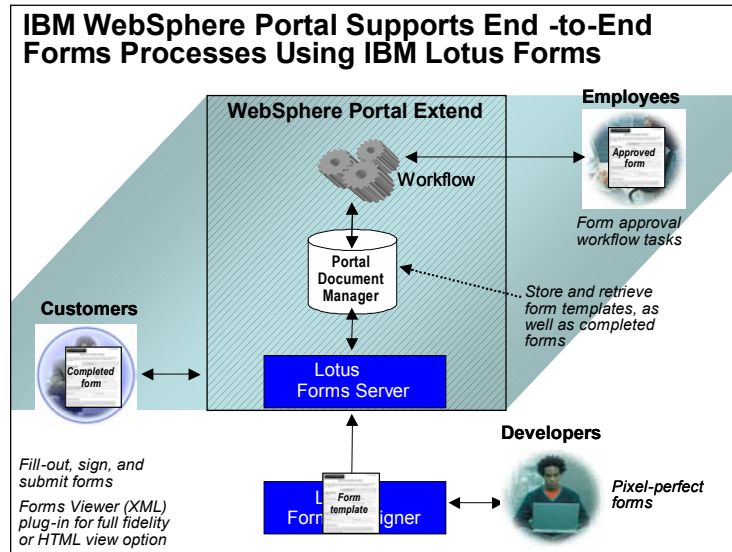 IBM WebSphere Portal Supports End -to-End
Forms Processes Using IBM Lotus Forms
WebSphere Portal Extend
Employees
Approved
form
Workflow
Form approval
workflow tasks
Portal
Document
Manager
Store and retrieve
form templates, as
well as completed
forms
Customers
Completed
form
Lotus
Forms Server
Fill-out, sign, and
submit forms
Forms Viewer (XML)
plug-in for full fidelity
or HTML view option
Form
template
Developers
Pixel-perfect
forms